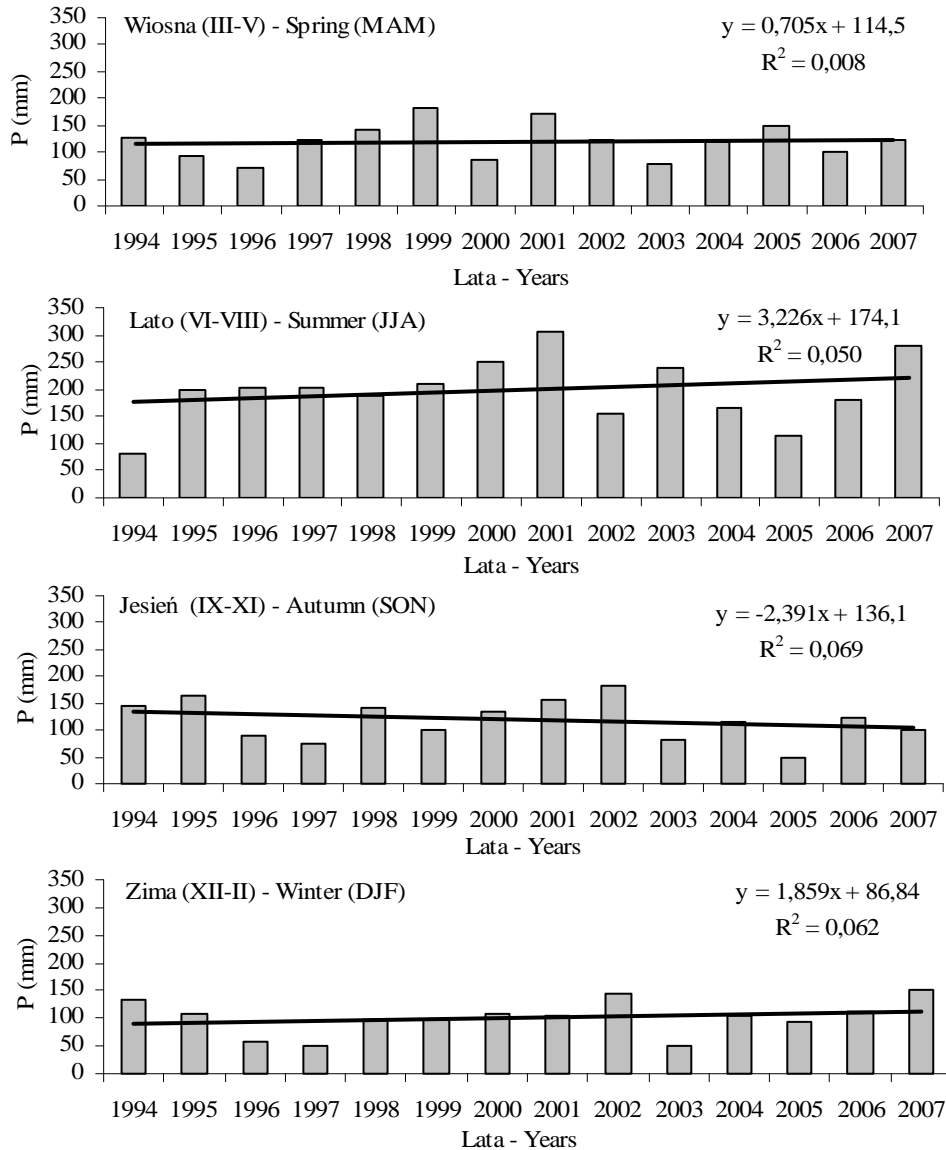 Wiosna (III-V) - Spring (MAM)
y = 0,705x + 114,5
R² = 0,008
P (mm)
350
300
250
200
150
100
50
0
1994 1995 1996 1997 1998 1999 2000 2001 2002 2003 2004 2005 2006 2007
Lata - Years
Lato (VI-VIII) - Summer (JJA)
y = 3,226x + 174,1
R² = 0,050
P (mm)
350
300
250
200
150
100
50
0
1994 1995 1996 1997 1998 1999 2000 2001 2002 2003 2004 2005 2006 2007
Lata - Years
Jesień (IX-XI) - Autumn (SON)
y = -2,391x + 136,1
R² = 0,069
P (mm)
350
300
250
200
150
100
50
0
1994 1995 1996 1997 1998 1999 2000 2001 2002 2003 2004 2005 2006 2007
Lata - Years
Zima (XII-II) - Winter (DJF)
y = 1,859x + 86,84
R² = 0,062
P (mm)
350
300
250
200
150
100
50
0
1994 1995 1996 1997 1998 1999 2000 2001 2002 2003 2004 2005 2006 2007
Lata - Years